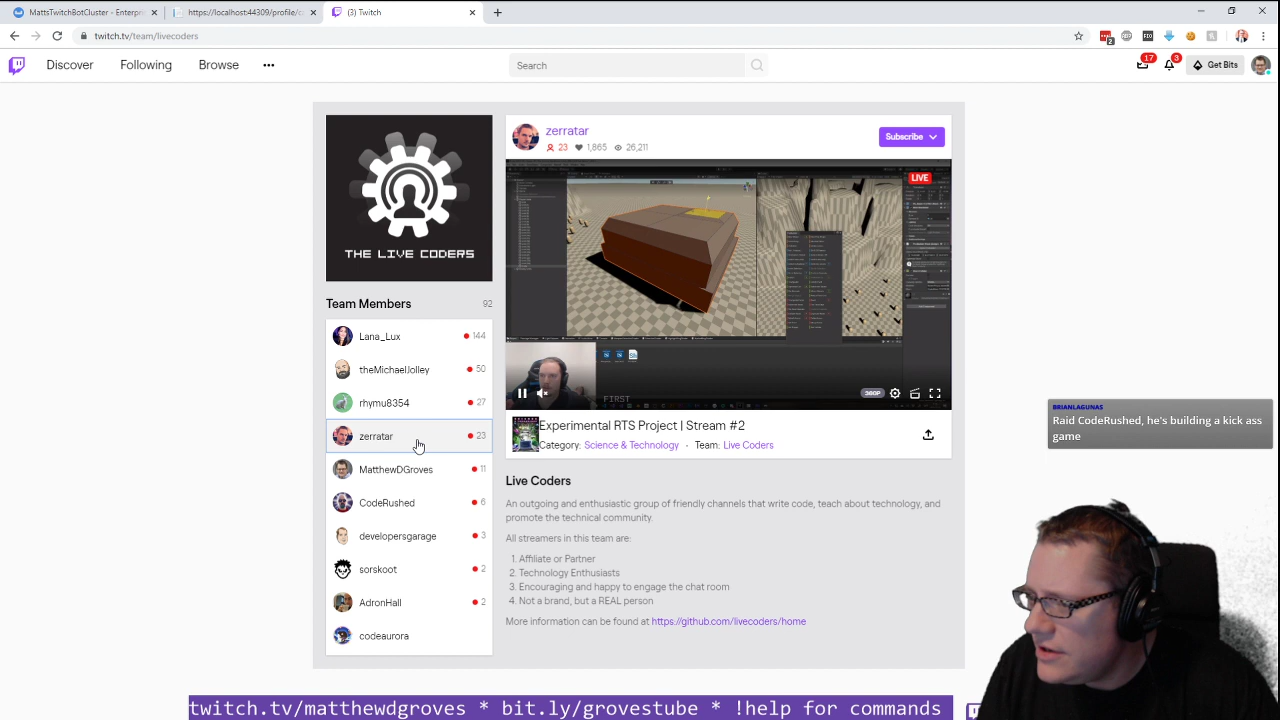 MattsTwitchBotCluster - Enterpri
https://localhost:44309/profile/c
(3) Twitch
twitch.tv/team/livecoders
2
Discover
Following
Browse
Search
17
3
Get Bits
THE LIVE CODERS
zerratar
23
1,865
26,211
Subscribe
LIVE
Team Members
92
Lana_Lux
144
theMichaelJolley
50
rhymu8354
27
zerratar
23
MatthewDGroves
11
CodeRushed
6
developersgarage
3
sorskoot
2
AdronHall
2
codeaurora
FIRST
360P
Experimental RTS Project | Stream #2
Category: Science & Technology · Team: Live Coders
Live Coders
An outgoing and enthusiastic group of friendly channels that write code, teach about technology, and
promote the technical community.
All streamers in this team are:
1. Affiliate or Partner
2. Technology Enthusiasts
3. Encouraging and happy to engage the chat room
4. Not a brand, but a REAL person
More information can be found at https://github.com/livecoders/home
BRIANLAGUNAS
Raid CodeRushed, he's building a kick ass
game
twitch.tv/matthewdgroves * bit.ly/grovestube * !help for commands